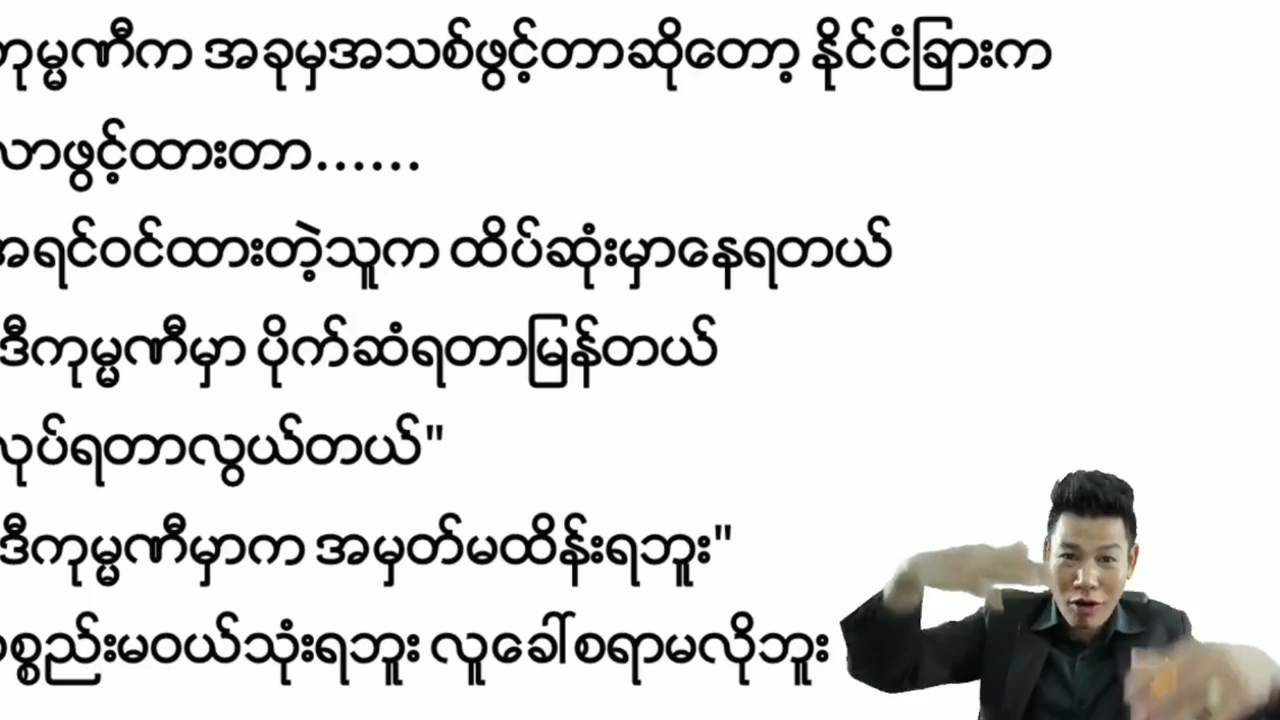 ကုမ္ပဏီက အခုမှအသစ်ဖွင့်တာဆိုတော့ နိုင်ငံခြားက
လာဖွင့်ထားတာ......
အရင်ဝင်ထားတဲ့သူက ထိပ်ဆုံးမှာနေရတယ်
ဒီကုမ္ပဏီမှာ ပိုက်ဆံရတာမြန်တယ်
လုပ်ရတာလွယ်တယ်"
ဒီကုမ္ပဏီမှာက အမှတ်မထိန်းရဘူး"
ပစ္စည်းမဝယ်သုံးရဘူး လူခေါ်စရာမလိုဘူး